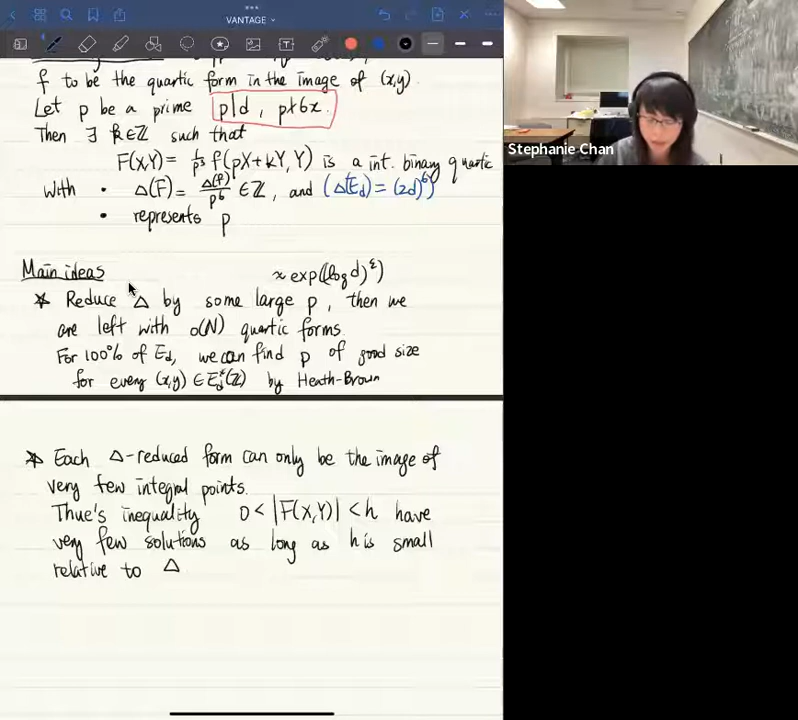 VANTAGE
f to be the quartic form in the image of (x,y).
Let p be a prime p|d, p∤6x.
Then ∃ k∈ℤ such that
F(X,Y) = 1/p³ f(pX+kY, Y) is a int. binary quartic
with • Δ(F) = Δ(f)/p⁶ ∈ ℤ, and (Δ(E_d) = (2d)⁶)
• represents p
Main ideas
≈ exp((log d)^ε)
* Reduce Δ by some large p, then we
are left with o(N) quartic forms.
For 100% of E_d, we can find p of good size
for every (x,y) ∈ E_d*(ℤ) by Heath-Brown
* Each Δ-reduced form can only be the image of
very few integral points.
Thue's inequality 0 < |F(X,Y)| < h have
very few solutions as long as h is small
relative to Δ
Stephanie Chan